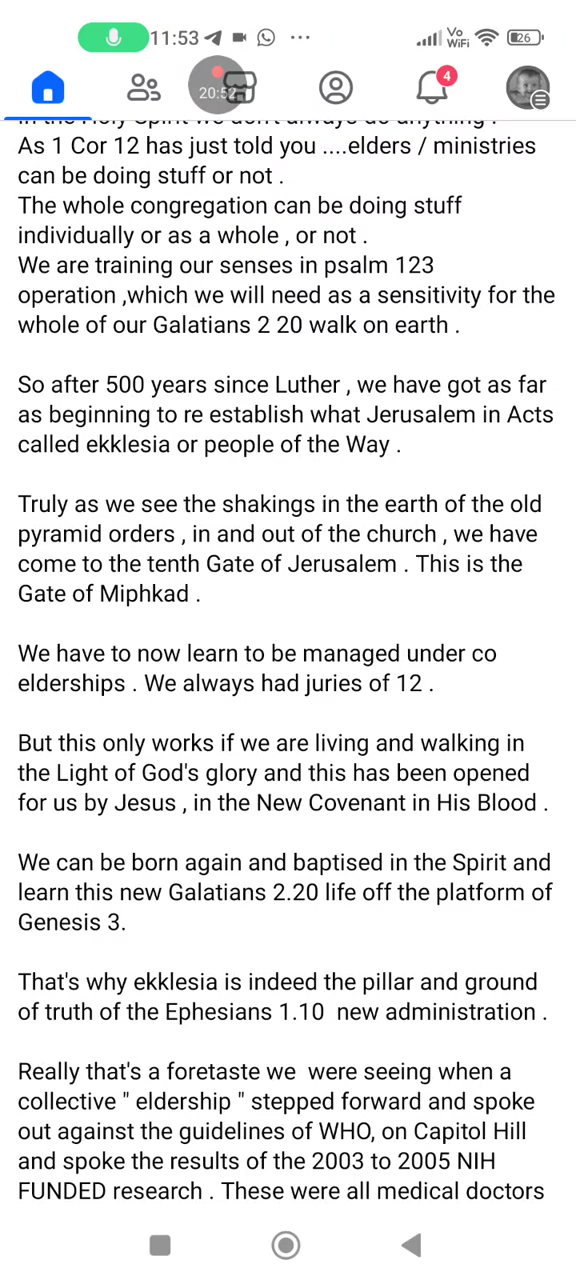 11:53
Vo
WiFi
26
4
20:52
in the Holy Spirit we don't always do anything .
As 1 Cor 12 has just told you ....elders / ministries
can be doing stuff or not .
The whole congregation can be doing stuff
individually or as a whole , or not .
We are training our senses in psalm 123
operation ,which we will need as a sensitivity for the
whole of our Galatians 2 20 walk on earth .
So after 500 years since Luther , we have got as far
as beginning to re establish what Jerusalem in Acts
called ekklesia or people of the Way .
Truly as we see the shakings in the earth of the old
pyramid orders , in and out of the church , we have
come to the tenth Gate of Jerusalem . This is the
Gate of Miphkad .
We have to now learn to be managed under co
elderships . We always had juries of 12 .
But this only works if we are living and walking in
the Light of God's glory and this has been opened
for us by Jesus , in the New Covenant in His Blood .
We can be born again and baptised in the Spirit and
learn this new Galatians 2.20 life off the platform of
Genesis 3.
That's why ekklesia is indeed the pillar and ground
of truth of the Ephesians 1.10 new administration .
Really that's a foretaste we were seeing when a
collective " eldership " stepped forward and spoke
out against the guidelines of WHO, on Capitol Hill
and spoke the results of the 2003 to 2005 NIH
FUNDED research . These were all medical doctors